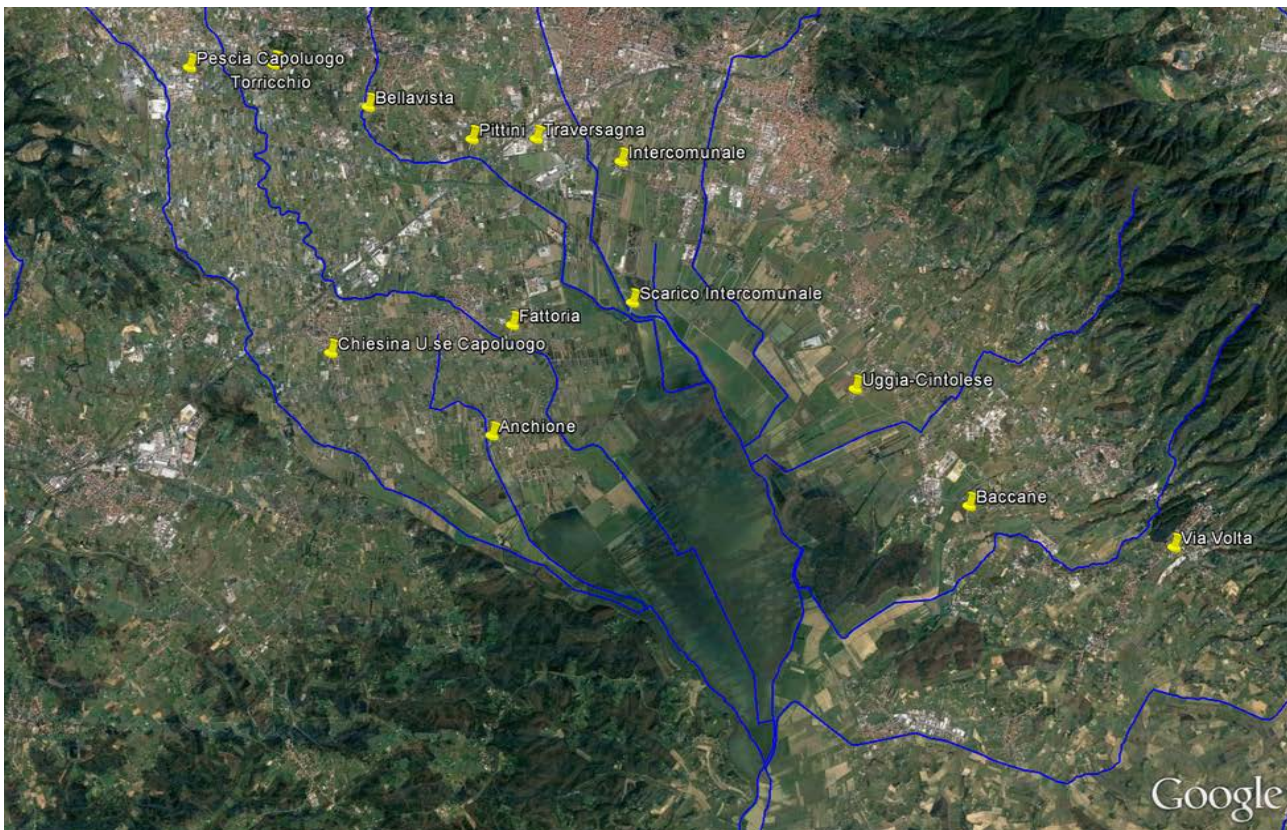 Pescia Capoluogo
Torricchio
Bellavista
Pittini
Traversagna
Intercomunale
Scarico Intercomunale
Fattoria
Chiesina U.se Capoluogo
Uggia-Cintolese
Anchione
Baccane
Via Volta
Google